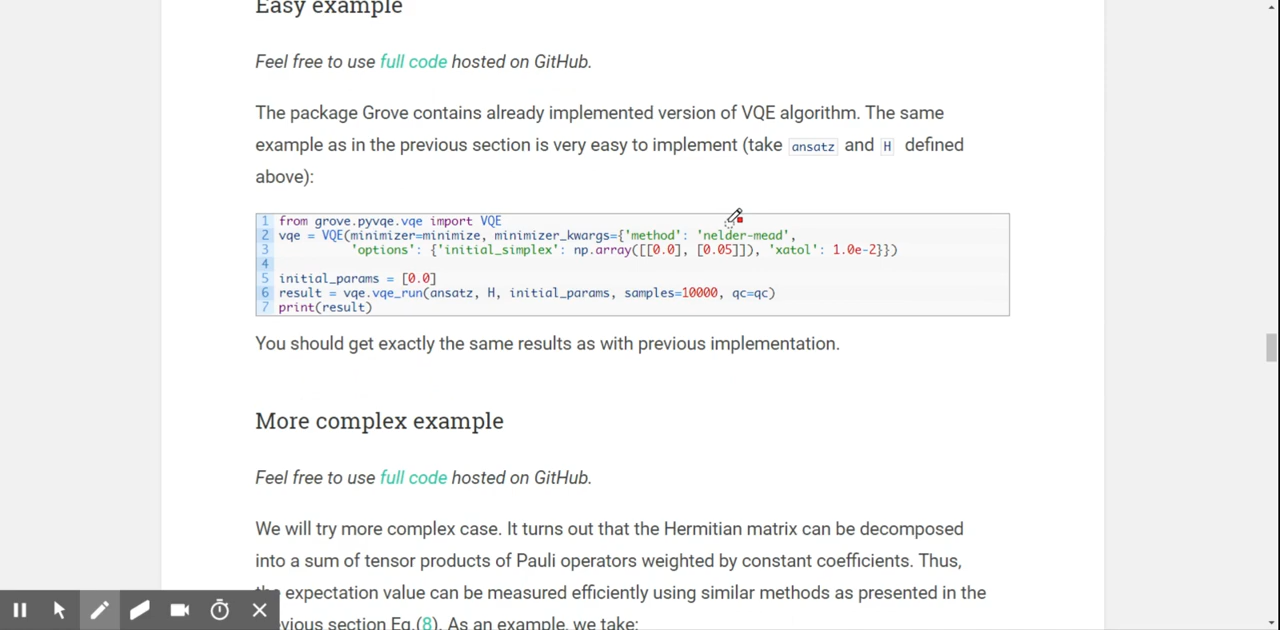 Easy example
Feel free to use full code hosted on GitHub.
The package Grove contains already implemented version of VQE algorithm. The same
example as in the previous section is very easy to implement (take ansatz and H defined
above):
1 from grove.pyvqe.vqe import VQE
2 vqe = VQE(minimizer=minimize, minimizer_kwargs={'method': 'nelder-mead',
3 'options': {'initial_simplex': np.array([[0.0], [0.05]]), 'xatol': 1.0e-2}})
4
5 initial_params = [0.0]
6 result = vqe.vqe_run(ansatz, H, initial_params, samples=10000, qc=qc)
7 print(result)
You should get exactly the same results as with previous implementation.
More complex example
Feel free to use full code hosted on GitHub.
We will try more complex case. It turns out that the Hermitian matrix can be decomposed
into a sum of tensor products of Pauli operators weighted by constant coefficients. Thus,
the expectation value can be measured efficiently using similar methods as presented in the
vious section Eq.(8). As an example, we take: